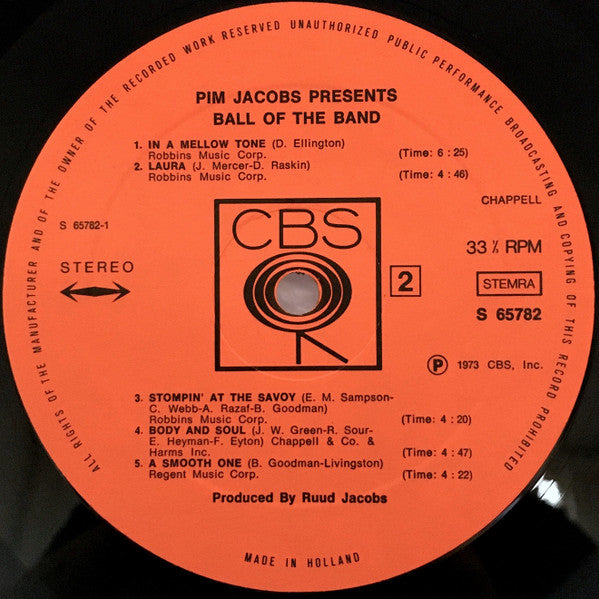 ALL RIGHTS OF THE MANUFACTURER AND OF THE OWNER OF THE RECORDED WORK RESERVED UNAUTHORIZED PUBLIC PERFORMANCE BROADCASTING AND COPYING OF THIS RECORD PROHIBITED
PIM JACOBS PRESENTS
BALL OF THE BAND
1. IN A MELLOW TONE (D. Ellington)
Robbins Music Corp. (Time: 6 : 25)
2. LAURA (J. Mercer-D. Raskin)
Robbins Music Corp. (Time: 4 : 46)
CHAPPELL
S 65782-1
CBS
33⅓ RPM
STEREO
2
STEMRA
S 65782
Ⓟ 1973 CBS, Inc.
3. STOMPIN' AT THE SAVOY (E. M. Sampson-
C. Webb-A. Razaf-B. Goodman)
Robbins Music Corp. (Time: 4 : 20)
4. BODY AND SOUL (J. W. Green-R. Sour-
E. Heyman-F. Eyton) Chappell & Co. &
Harms Inc. (Time: 4 : 47)
5. A SMOOTH ONE (B. Goodman-Livingston)
Regent Music Corp. (Time: 4 : 22)
Produced By Ruud Jacobs
MADE IN HOLLAND